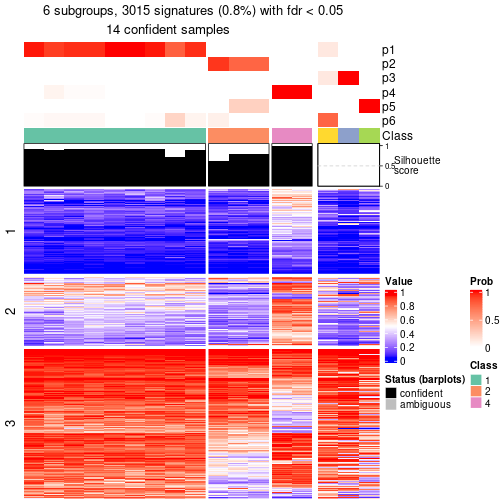 6 subgroups, 3015 signatures (0.8%) with fdr < 0.05
14 confident samples
p1
p2
p3
p4
p5
p6
Class
1
0.5
0
Silhouette
score
1
2
3
Value
1
0.8
0.6
0.4
0.2
0
Prob
1
0.5
0
Status (barplots)
confident
ambiguous
Class
1
2
4